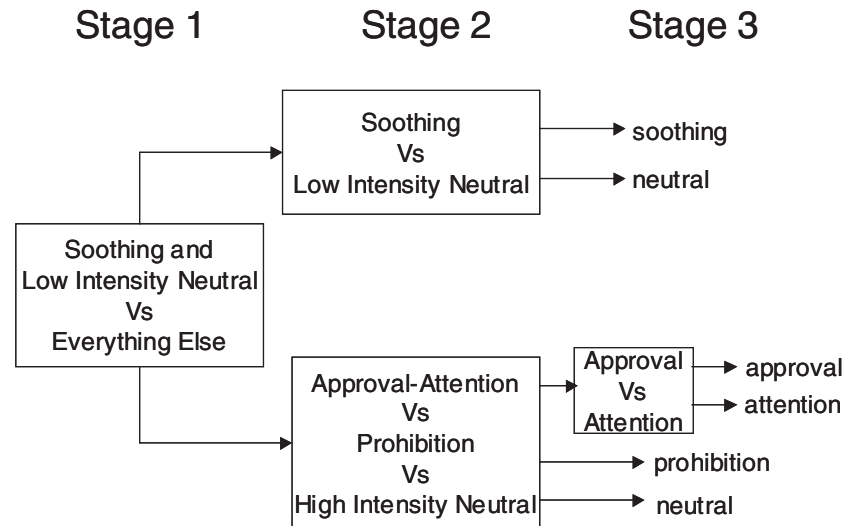 Stage 1
Stage 2
Stage 3
Soothing
Vs
Low Intensity Neutral
soothing
neutral
Soothing and
Low Intensity Neutral
Vs
Everything Else
Approval-Attention
Vs
Prohibition
Vs
High Intensity Neutral
Approval
Vs
Attention
approval
attention
prohibition
neutral